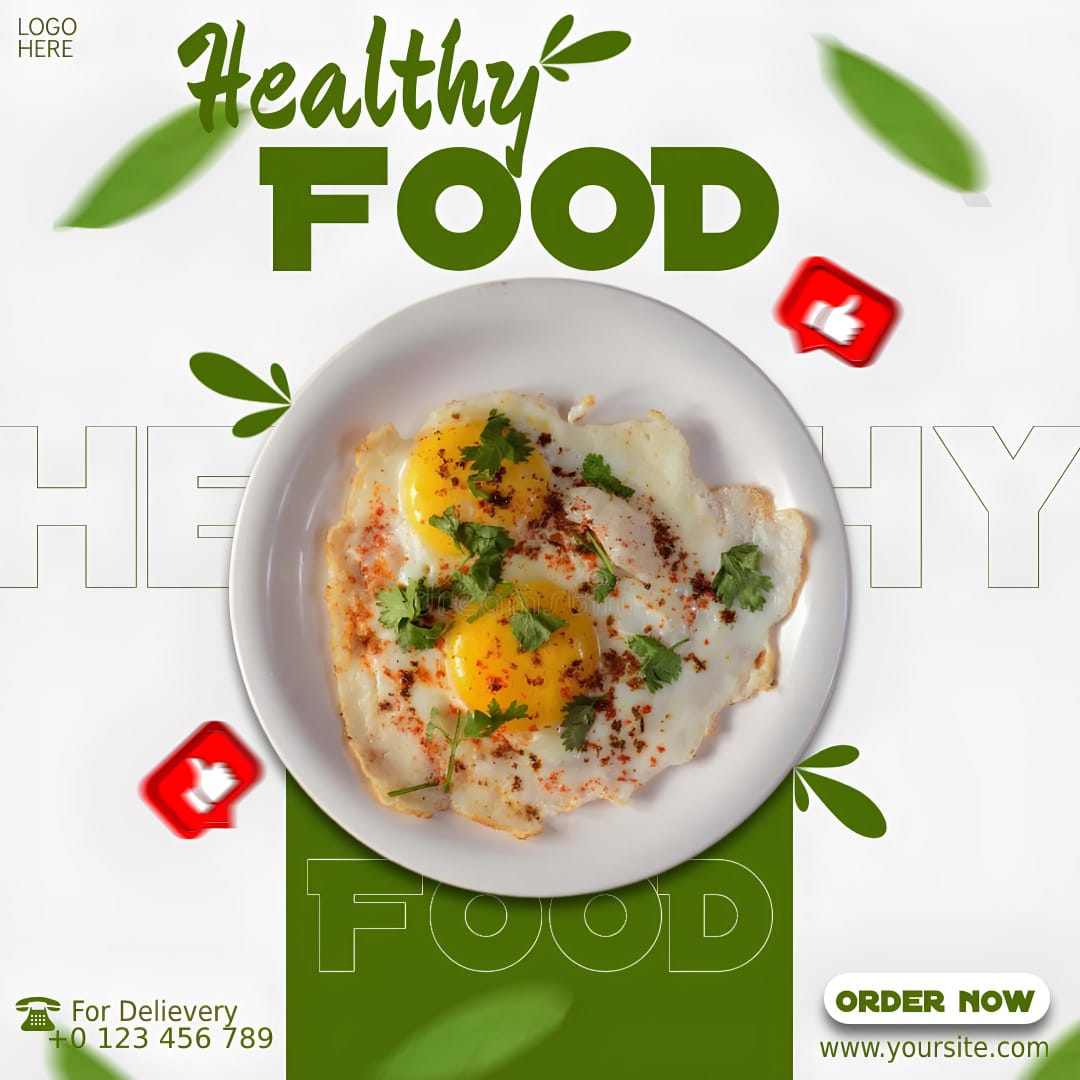 LOGO
HERE
Healthy
FOOD
HE HY
FOOD
For Delievery
+0 123 456 789
ORDER NOW
www.yoursite.com